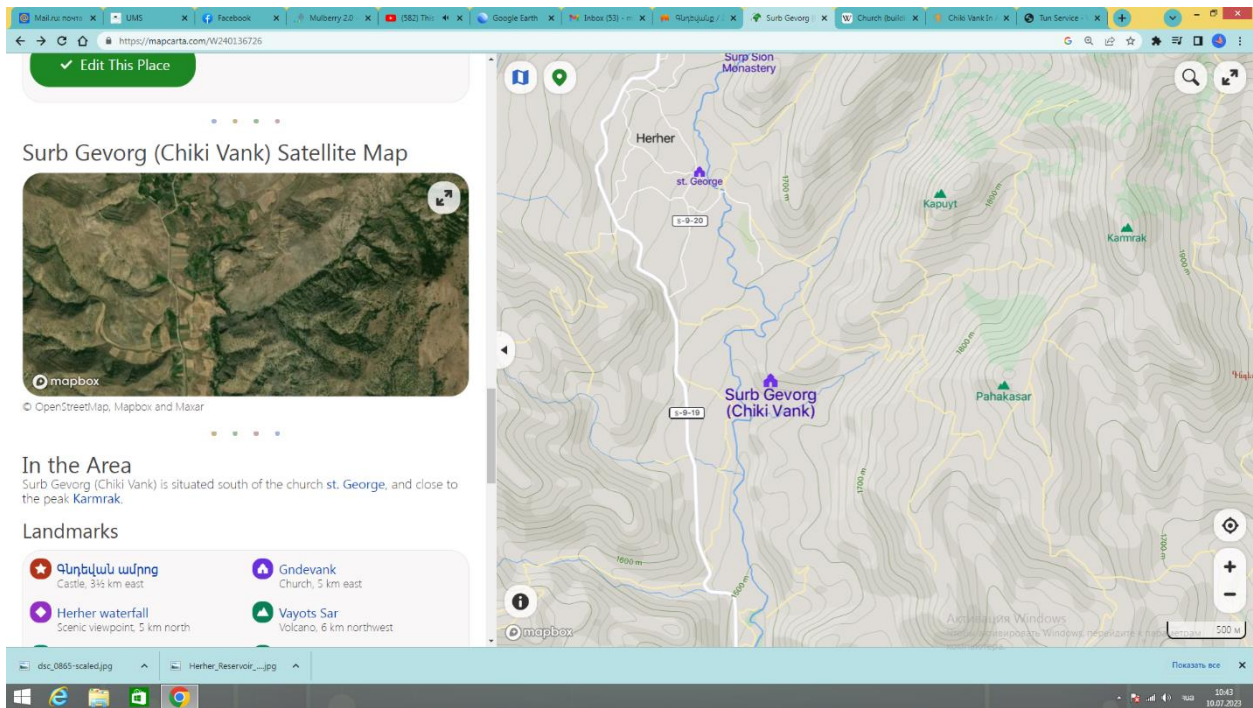 Mail.ru: почта
UMS
Facebook
Mulberry 2.0
(582) This
Google Earth
Inbox (53) - m
Գնդեվանք /
Surb Gevorg
Church (buildi
Chiki Vank In
Tun Service -
https://mapcarta.com/W240136726
Edit This Place
Surb Gevorg (Chiki Vank) Satellite Map
mapbox
© OpenStreetMap, Mapbox and Maxar
In the Area
Surb Gevorg (Chiki Vank) is situated south of the church st. George, and close to
the peak Karmrak.
Landmarks
Գնդեվան ամրոց
Castle, 3½ km east
Gndevank
Church, 5 km east
Herher waterfall
Scenic viewpoint, 5 km north
Vayots Sar
Volcano, 6 km northwest
Surp Sion
Monastery
Herher
st. George
1700 m
1800 m
Kapuyt
Karmrak
s-9-20
1900 m
1800 m
Surb Gevorg
(Chiki Vank)
Pahakasar
s-9-19
1700 m
1700 m
1600 m
1600 m
mapbox
Активация Windows
500 м
dsc_0865-scaled.jpg
Herher_Reservoir_....jpg
Показать все
10:43
10.07.2023